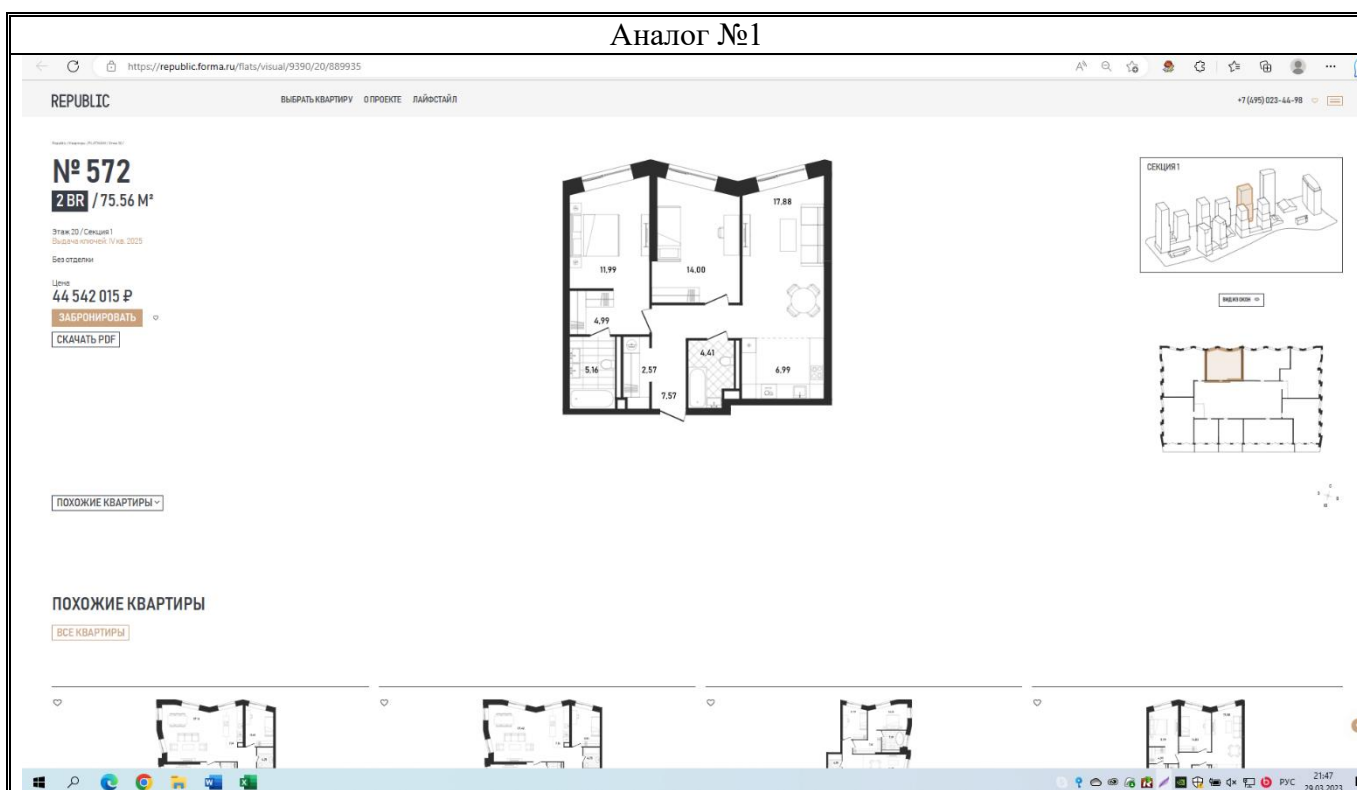 Аналог №1
https://republic.forma.ru/flats/visual/9390/20/889935
REPUBLIC
ВЫБРАТЬ КВАРТИРУ О ПРОЕКТЕ ЛАЙФСТАЙЛ
+7 (495) 023-44-98
№ 572
2 BR / 75.56 М²
Этаж 20 / Секция 1
Выдача ключей: IV кв. 2025
Без отделки
Цена
44 542 015 ₽
ЗАБРОНИРОВАТЬ
СКАЧАТЬ PDF
17.88
11.99
14.00
4.99
5.16
2.57
4.41
6.99
7.57
СЕКЦИЯ 1
ВИД ИЗ ОКОН
ПОХОЖИЕ КВАРТИРЫ
ПОХОЖИЕ КВАРТИРЫ
ВСЕ КВАРТИРЫ
РУС
21:47
29.03.2023